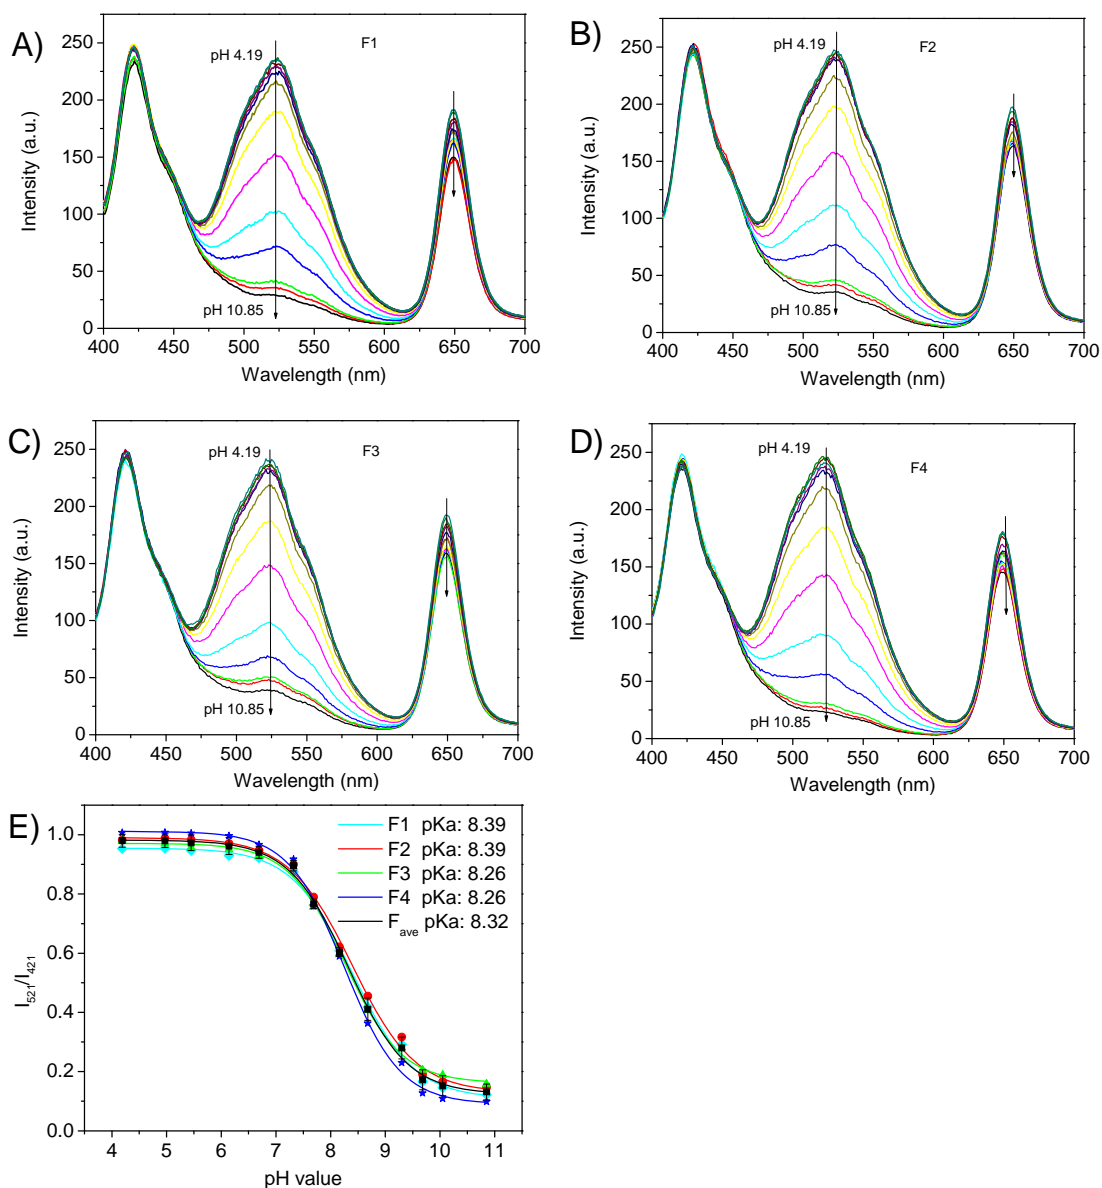 A)
F1
pH 4.19
pH 10.85
Intensity (a.u.)
250
200
150
100
50
0
400 450 500 550 600 650 700
Wavelength (nm)
B)
F2
pH 4.19
pH 10.85
Intensity (a.u.)
250
200
150
100
50
0
400 450 500 550 600 650 700
Wavelength (nm)
C)
F3
pH 4.19
pH 10.85
Intensity (a.u.)
250
200
150
100
50
0
400 450 500 550 600 650 700
Wavelength (nm)
D)
F4
pH 4.19
pH 10.85
Intensity (a.u.)
250
200
150
100
50
0
400 450 500 550 600 650 700
Wavelength (nm)
E)
F1 pKa: 8.39
F2 pKa: 8.39
F3 pKa: 8.26
F4 pKa: 8.26
Fave pKa: 8.32
I521/I421
1.0
0.8
0.6
0.4
0.2
0.0
4 5 6 7 8 9 10 11
pH value